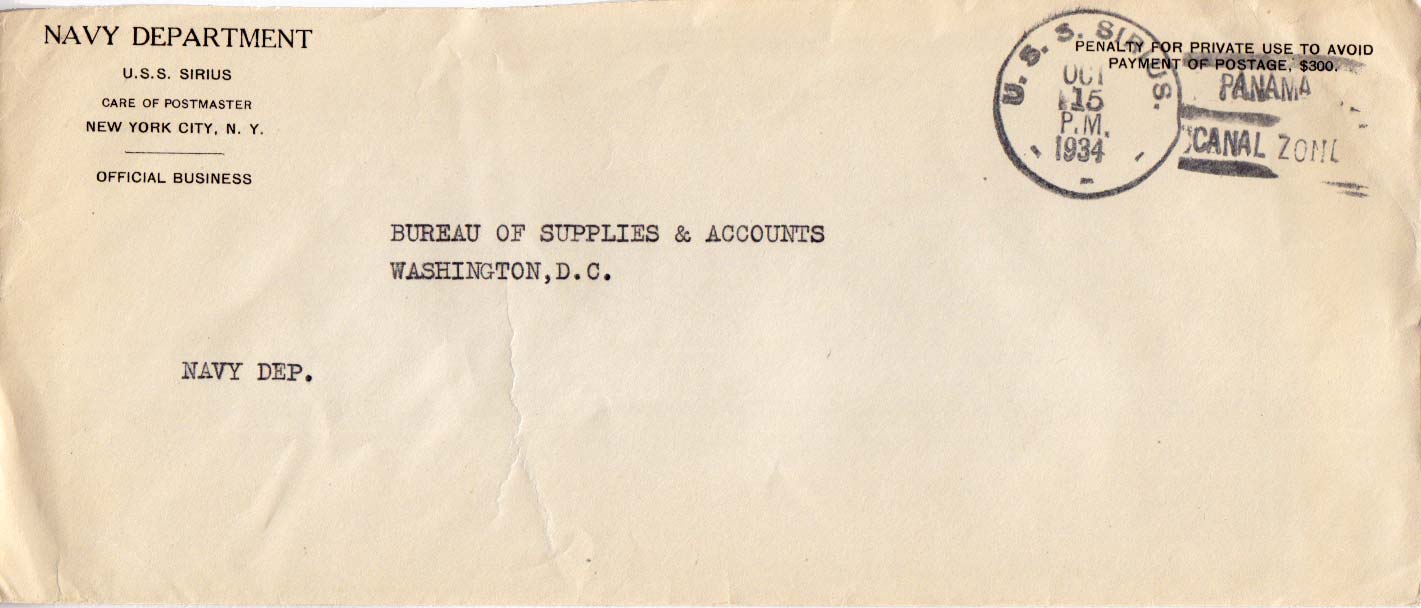 NAVY DEPARTMENT
U.S.S. SIRIUS
CARE OF POSTMASTER
NEW YORK CITY, N. Y.
OFFICIAL BUSINESS
PENALTY FOR PRIVATE USE TO AVOID
PAYMENT OF POSTAGE, $300.
U. S. S. SIRIUS.
OCT
15
P.M.
1934
PANAMA
CANAL ZONE
BUREAU OF SUPPLIES & ACCOUNTS
WASHINGTON,D.C.
NAVY DEP.